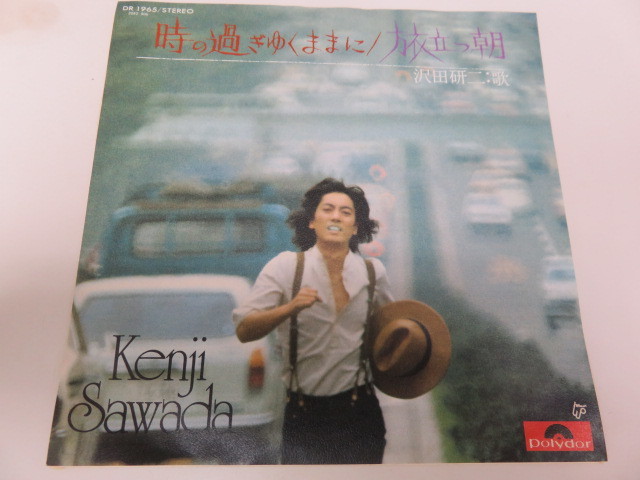 DR 1965/STEREO
時の過ぎゆくままに/旅立つ朝
沢田研二:歌
Kenji
Sawada
polydor